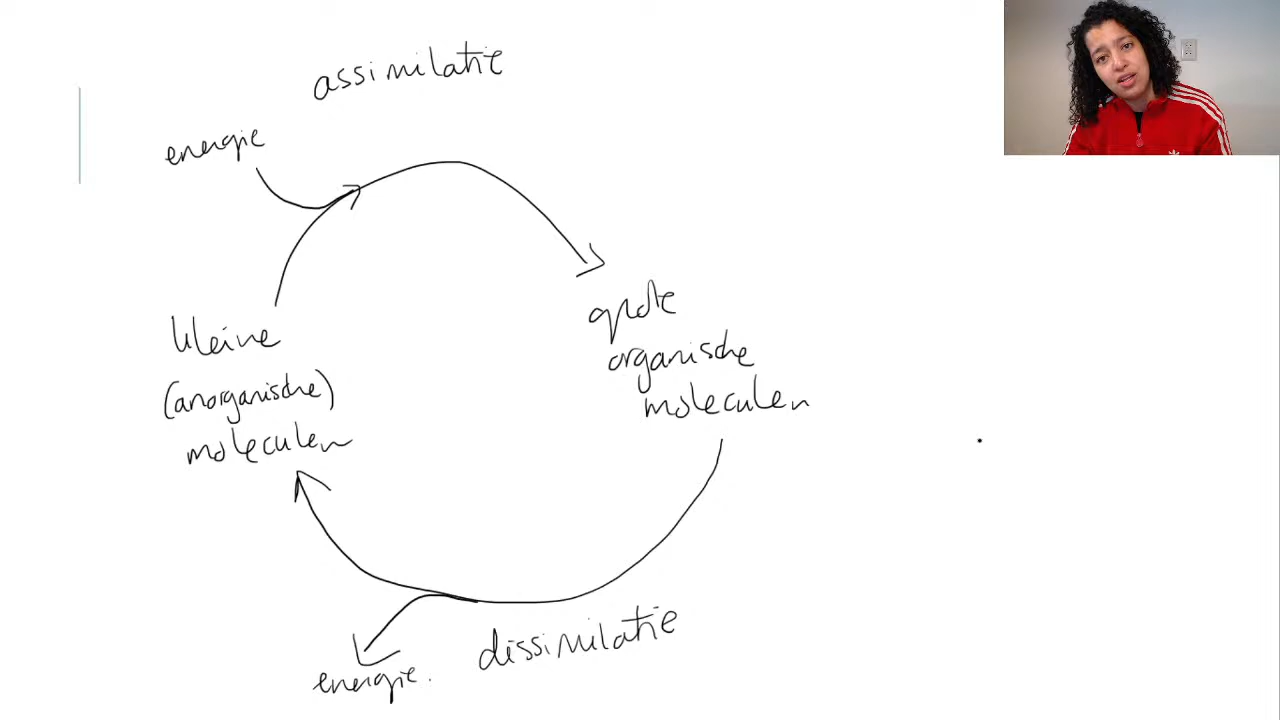 assimilatie
energie
grote
organische
moleculen
kleine
(anorganische)
moleculen
dissimilatie
energie.